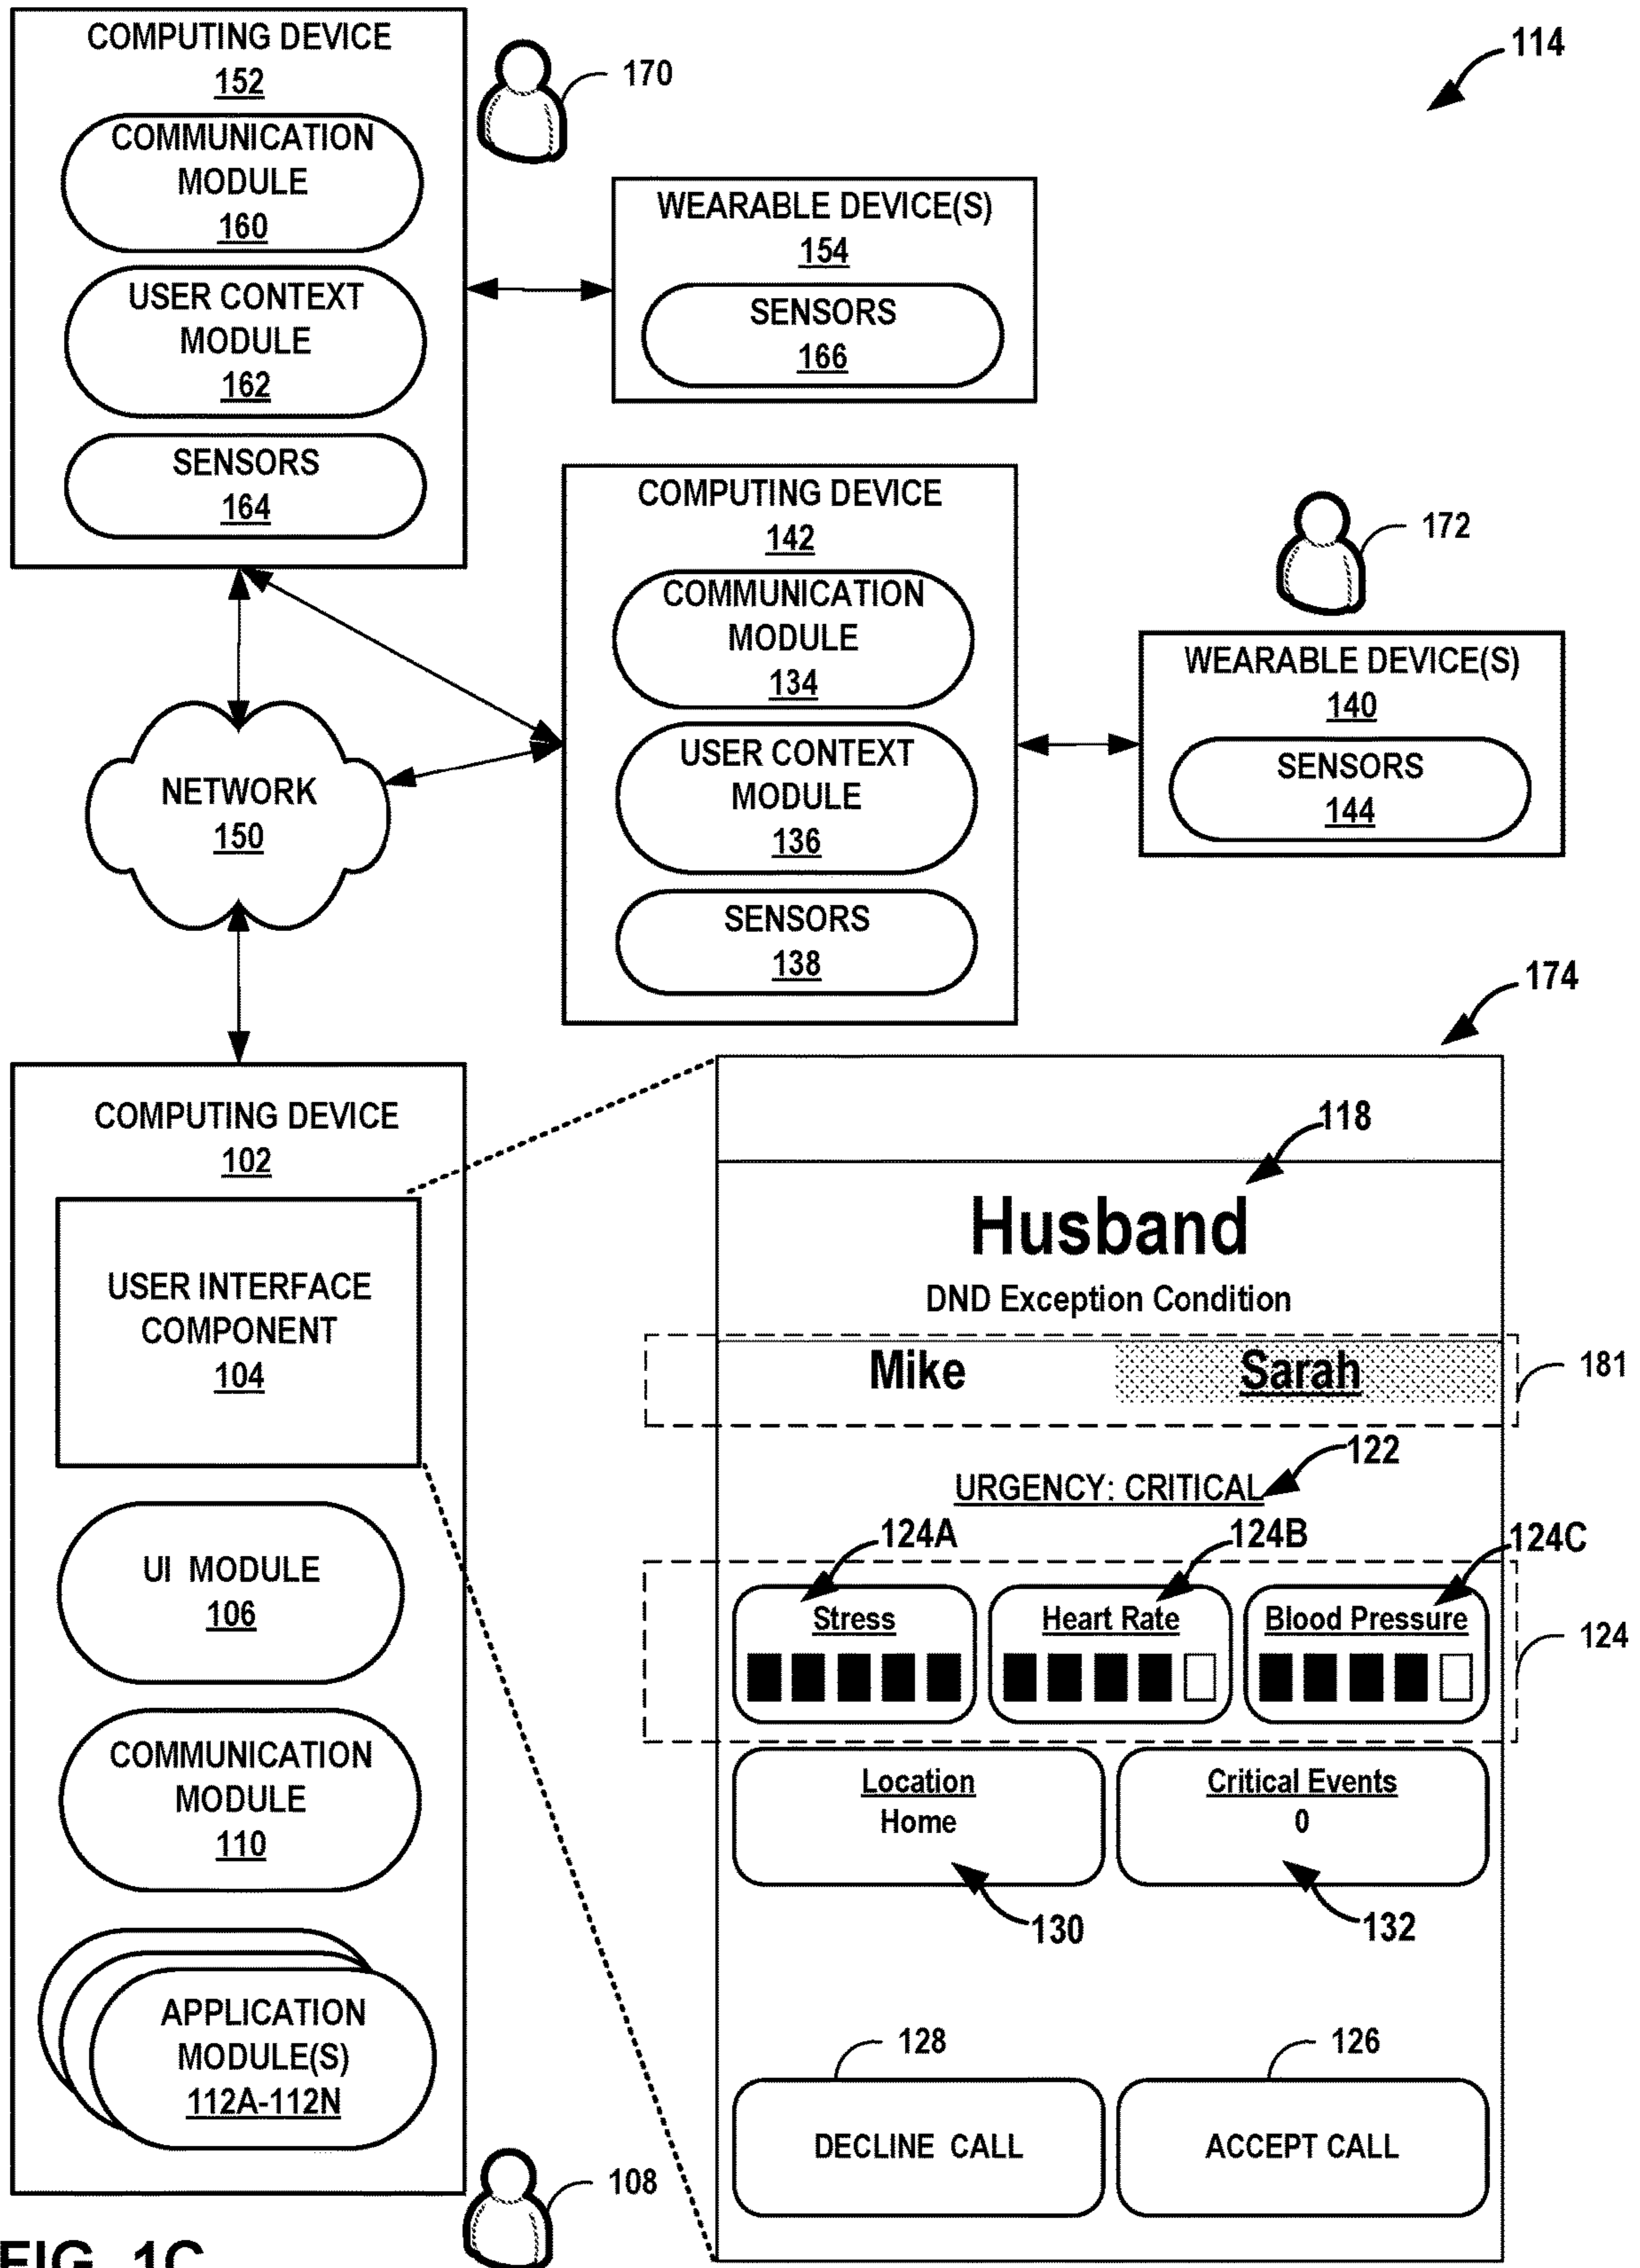 COMPUTING DEVICE
152
COMMUNICATION
MODULE
160
USER CONTEXT
MODULE
162
SENSORS
164
170
114
WEARABLE DEVICE(S)
154
SENSORS
166
COMPUTING DEVICE
142
COMMUNICATION
MODULE
134
USER CONTEXT
MODULE
136
SENSORS
138
172
WEARABLE DEVICE(S)
140
SENSORS
144
NETWORK
150
COMPUTING DEVICE
102
USER INTERFACE
COMPONENT
104
UI MODULE
106
COMMUNICATION
MODULE
110
APPLICATION
MODULE(S)
112A-112N
108
174
118
Husband
DND Exception Condition
Mike Sarah
181
122
URGENCY: CRITICAL
124A 124B 124C
Stress Heart Rate Blood Pressure
124
Location Critical Events
Home 0
130 132
128 126
DECLINE CALL ACCEPT CALL
FIG. 1C